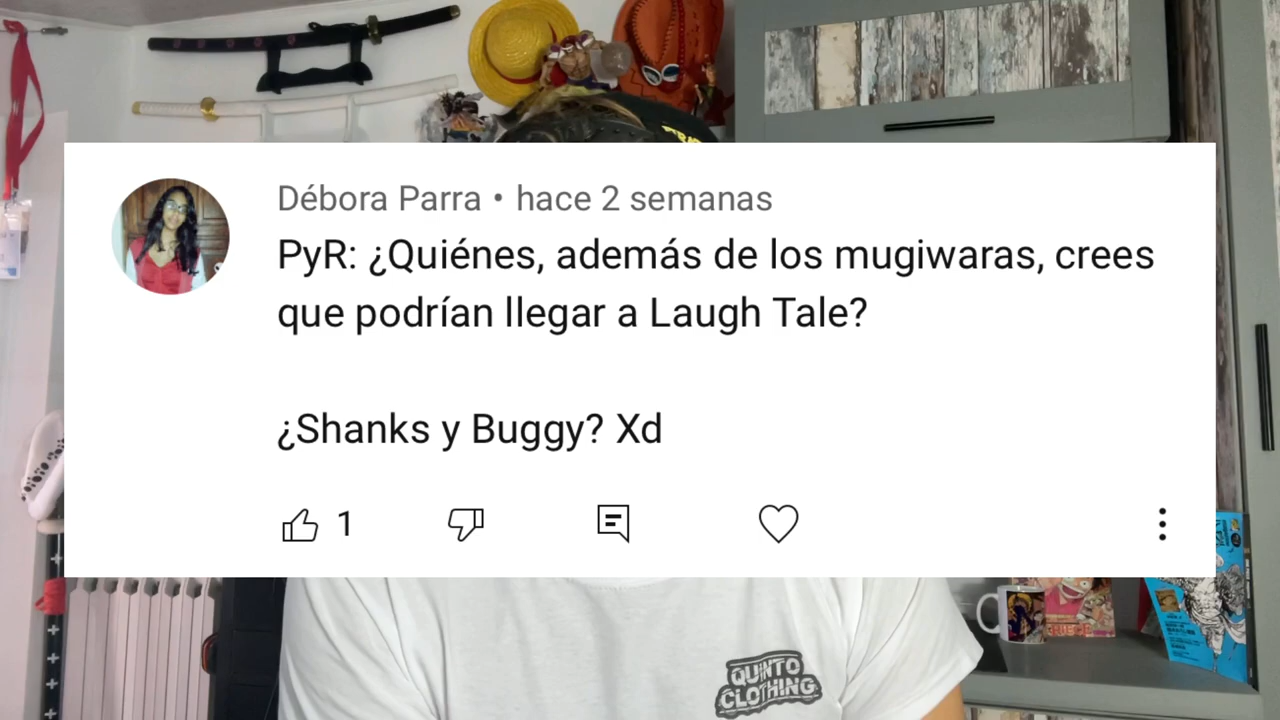 Débora Parra • hace 2 semanas
PyR: ¿Quiénes, además de los mugiwaras, crees
que podrían llegar a Laugh Tale?
¿Shanks y Buggy? Xd
1
QUINTO
CLOTHING